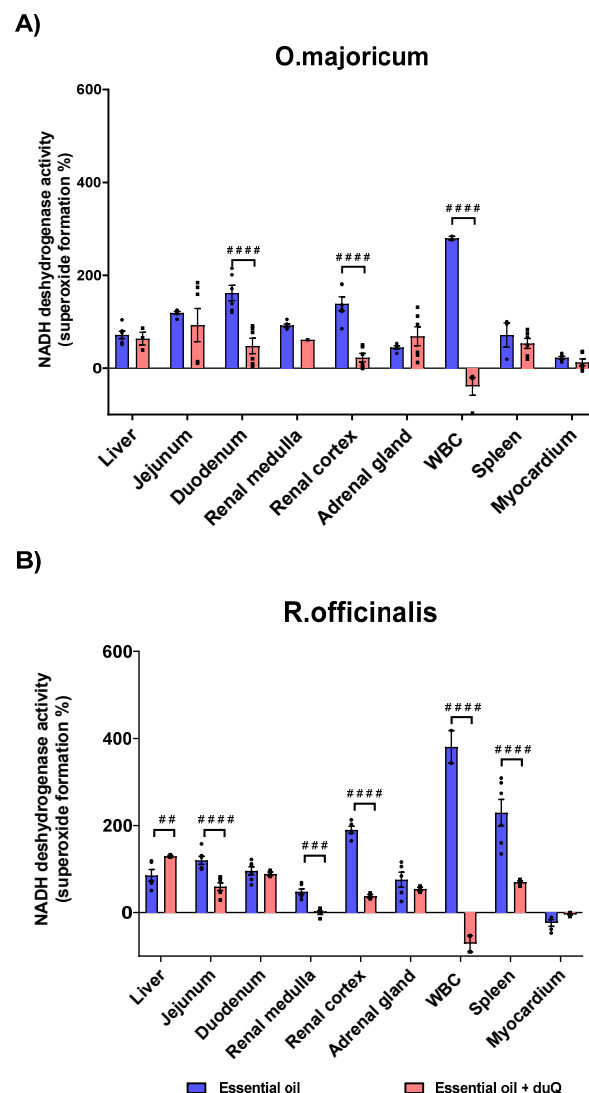 A)
O.majoricum
NADH deshydrogenase activity
(superoxide formation %)
600
400
200
0
####
####
####
Liver
Jejunum
Duodenum
Renal medulla
Renal cortex
Adrenal gland
WBC
Spleen
Myocardium
B)
R.officinalis
NADH deshydrogenase activity
(superoxide formation %)
600
400
200
0
##
####
###
####
####
####
Liver
Jejunum
Duodenum
Renal medulla
Renal cortex
Adrenal gland
WBC
Spleen
Myocardium
Essential oil
Essential oil + duQ